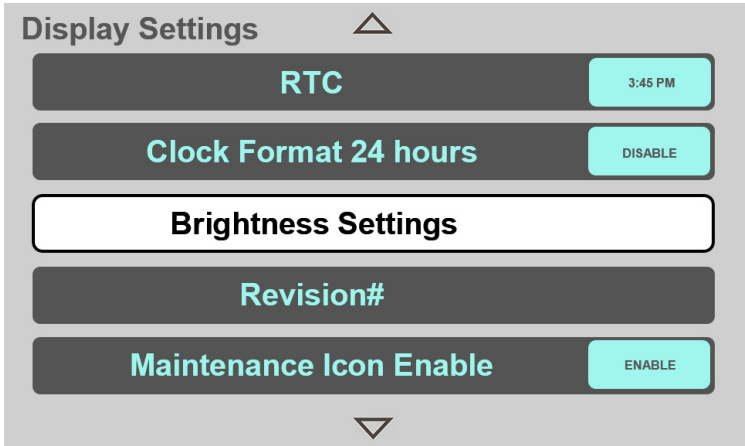 Display Settings
RTC
3:45 PM
Clock Format 24 hours
DISABLE
Brightness Settings
Revision#
Maintenance Icon Enable
ENABLE